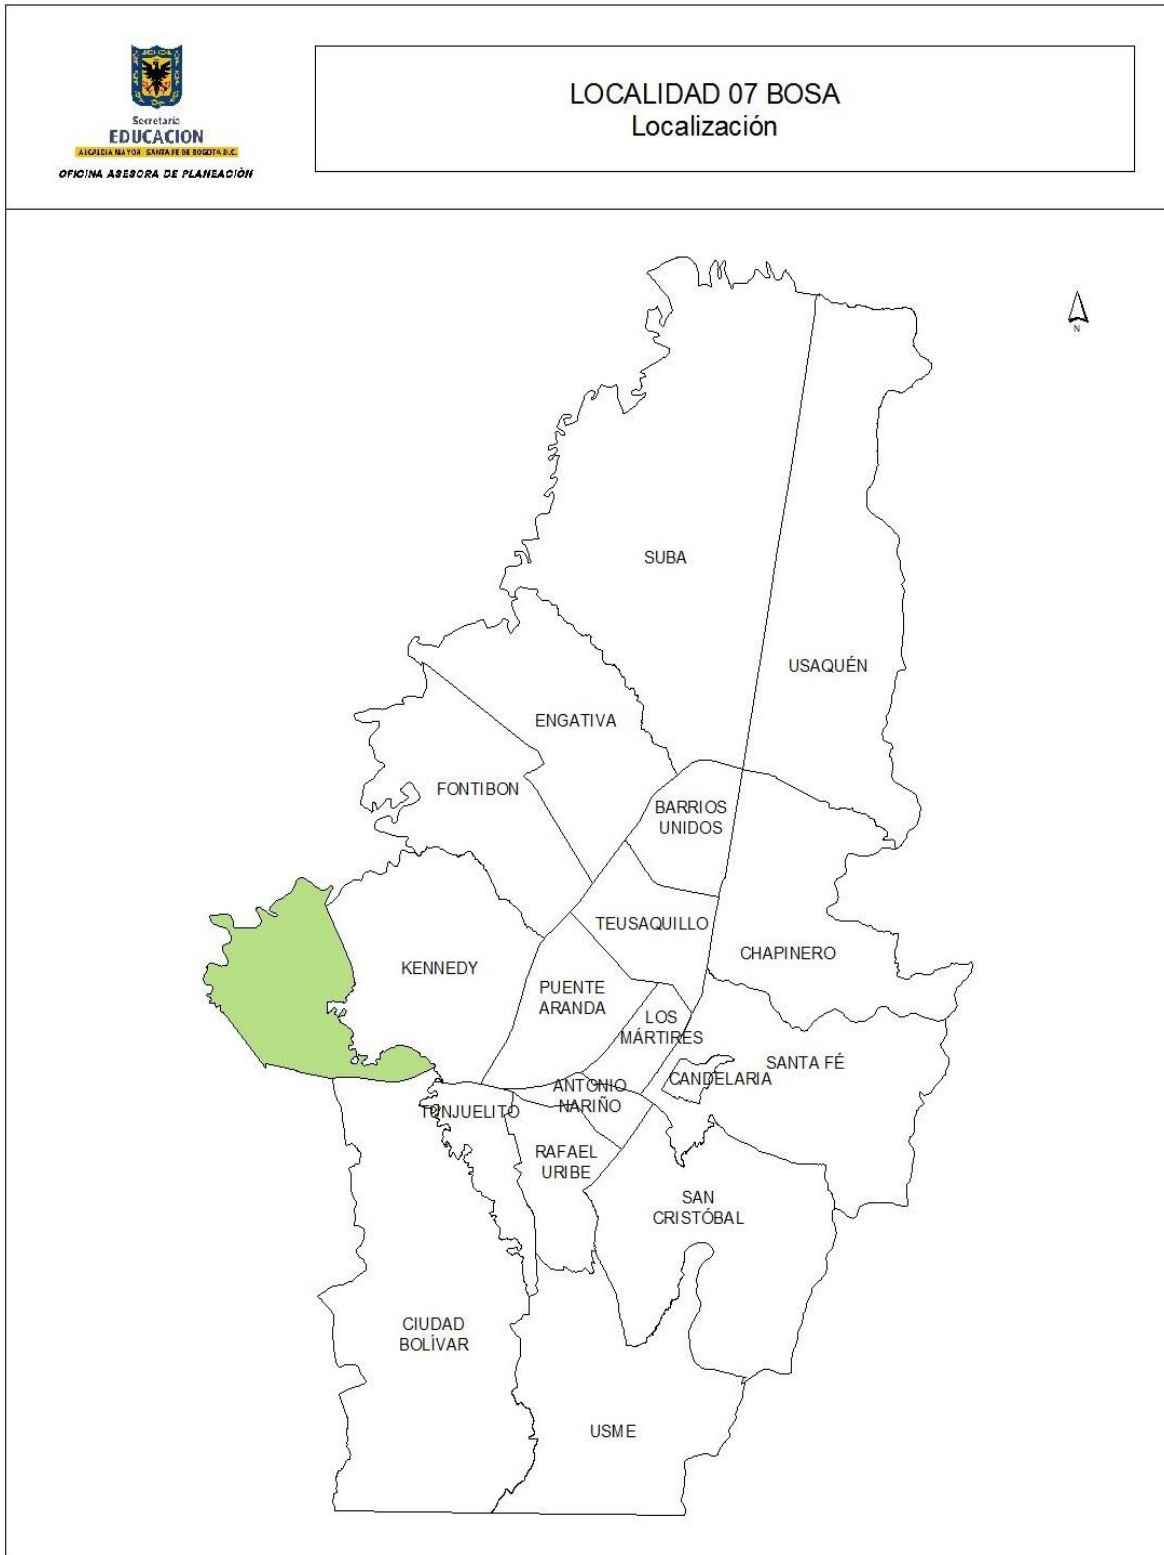 LOCALIDAD 07 BOSA
Localización
Secretaría
EDUCACION
ALCALDIA MAYOR SANTA FE DE BOGOTA D.C.
OFICINA ASESORA DE PLANEACIÓN
N
SUBA
USAQUÉN
ENGATIVA
FONTIBON
BARRIOS
UNIDOS
TEUSAQUILLO
CHAPINERO
KENNEDY
PUENTE
ARANDA
LOS
MÁRTIRES
SANTA FÉ
CANDELARIA
ANTONIO
NARIÑO
TUNJUELITO
RAFAEL
URIBE
SAN
CRISTÓBAL
CIUDAD
BOLÍVAR
USME